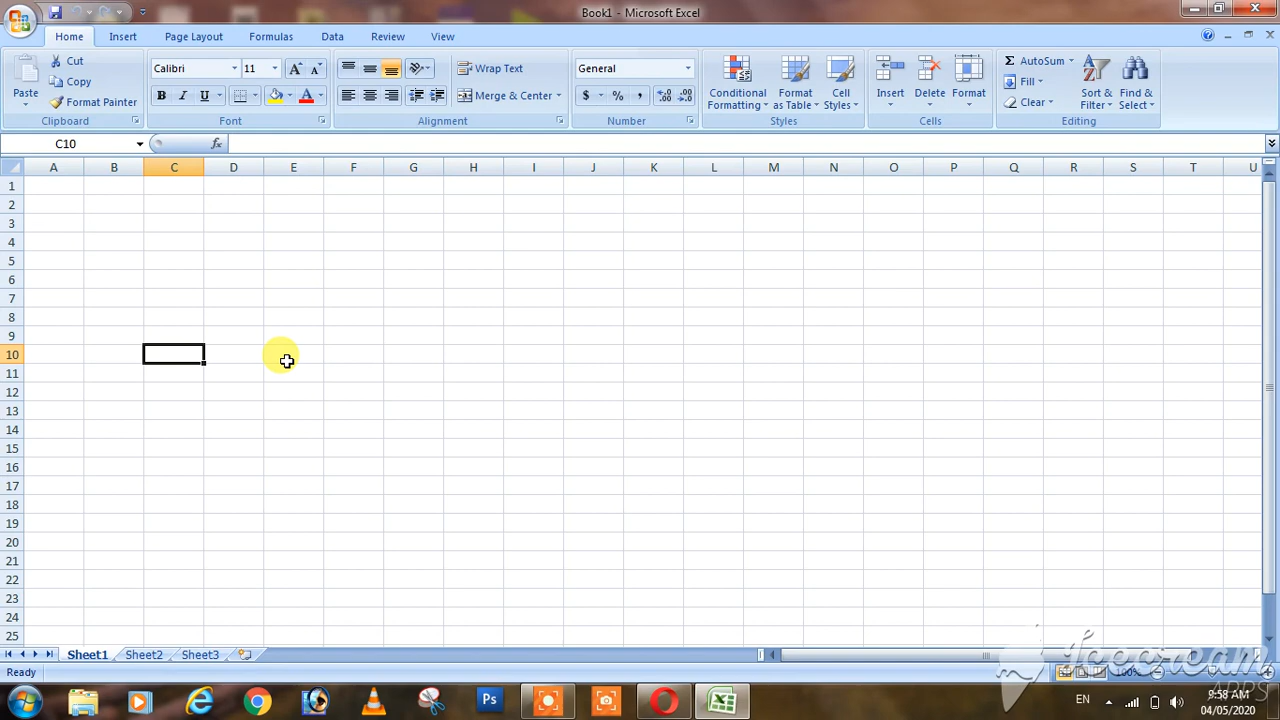 Book1 - Microsoft Excel
Home Insert Page Layout Formulas Data Review View
Paste Cut Copy Format Painter Clipboard
Calibri 11 B I U Font
Wrap Text Merge & Center Alignment
General $ % , Number
Conditional Formatting Format as Table Cell Styles Styles
Insert Delete Format Cells
Σ AutoSum Fill Clear Sort & Filter Find & Select Editing
C10 fx
A B C D E F G H I J K L M N O P Q R S T U
1
2
3
4
5
6
7
8
9
10
11
12
13
14
15
16
17
18
19
20
21
22
23
24
25
Sheet1 Sheet2 Sheet3
Ready 100%
Icecream APPS
Ps EN 9:58 AM
04/05/2020